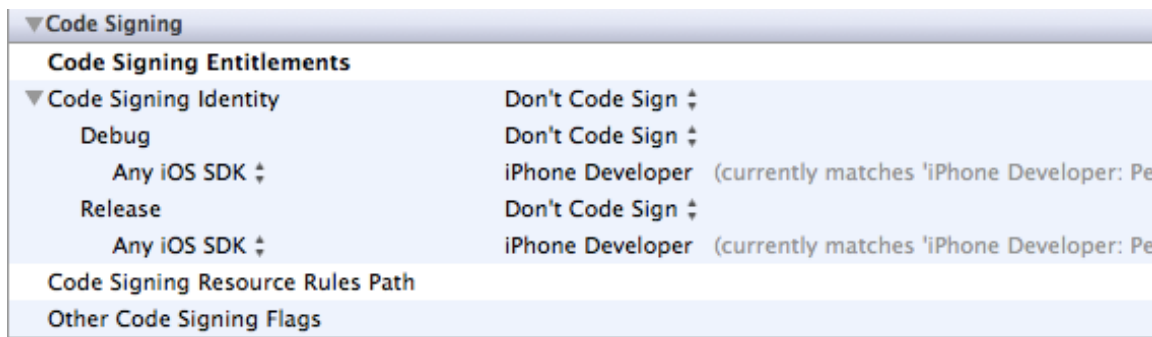 Code Signing
Code Signing Entitlements
Code Signing Identity Don't Code Sign
Debug Don't Code Sign
Any iOS SDK iPhone Developer (currently matches 'iPhone Developer: Pe
Release Don't Code Sign
Any iOS SDK iPhone Developer (currently matches 'iPhone Developer: Pe
Code Signing Resource Rules Path
Other Code Signing Flags